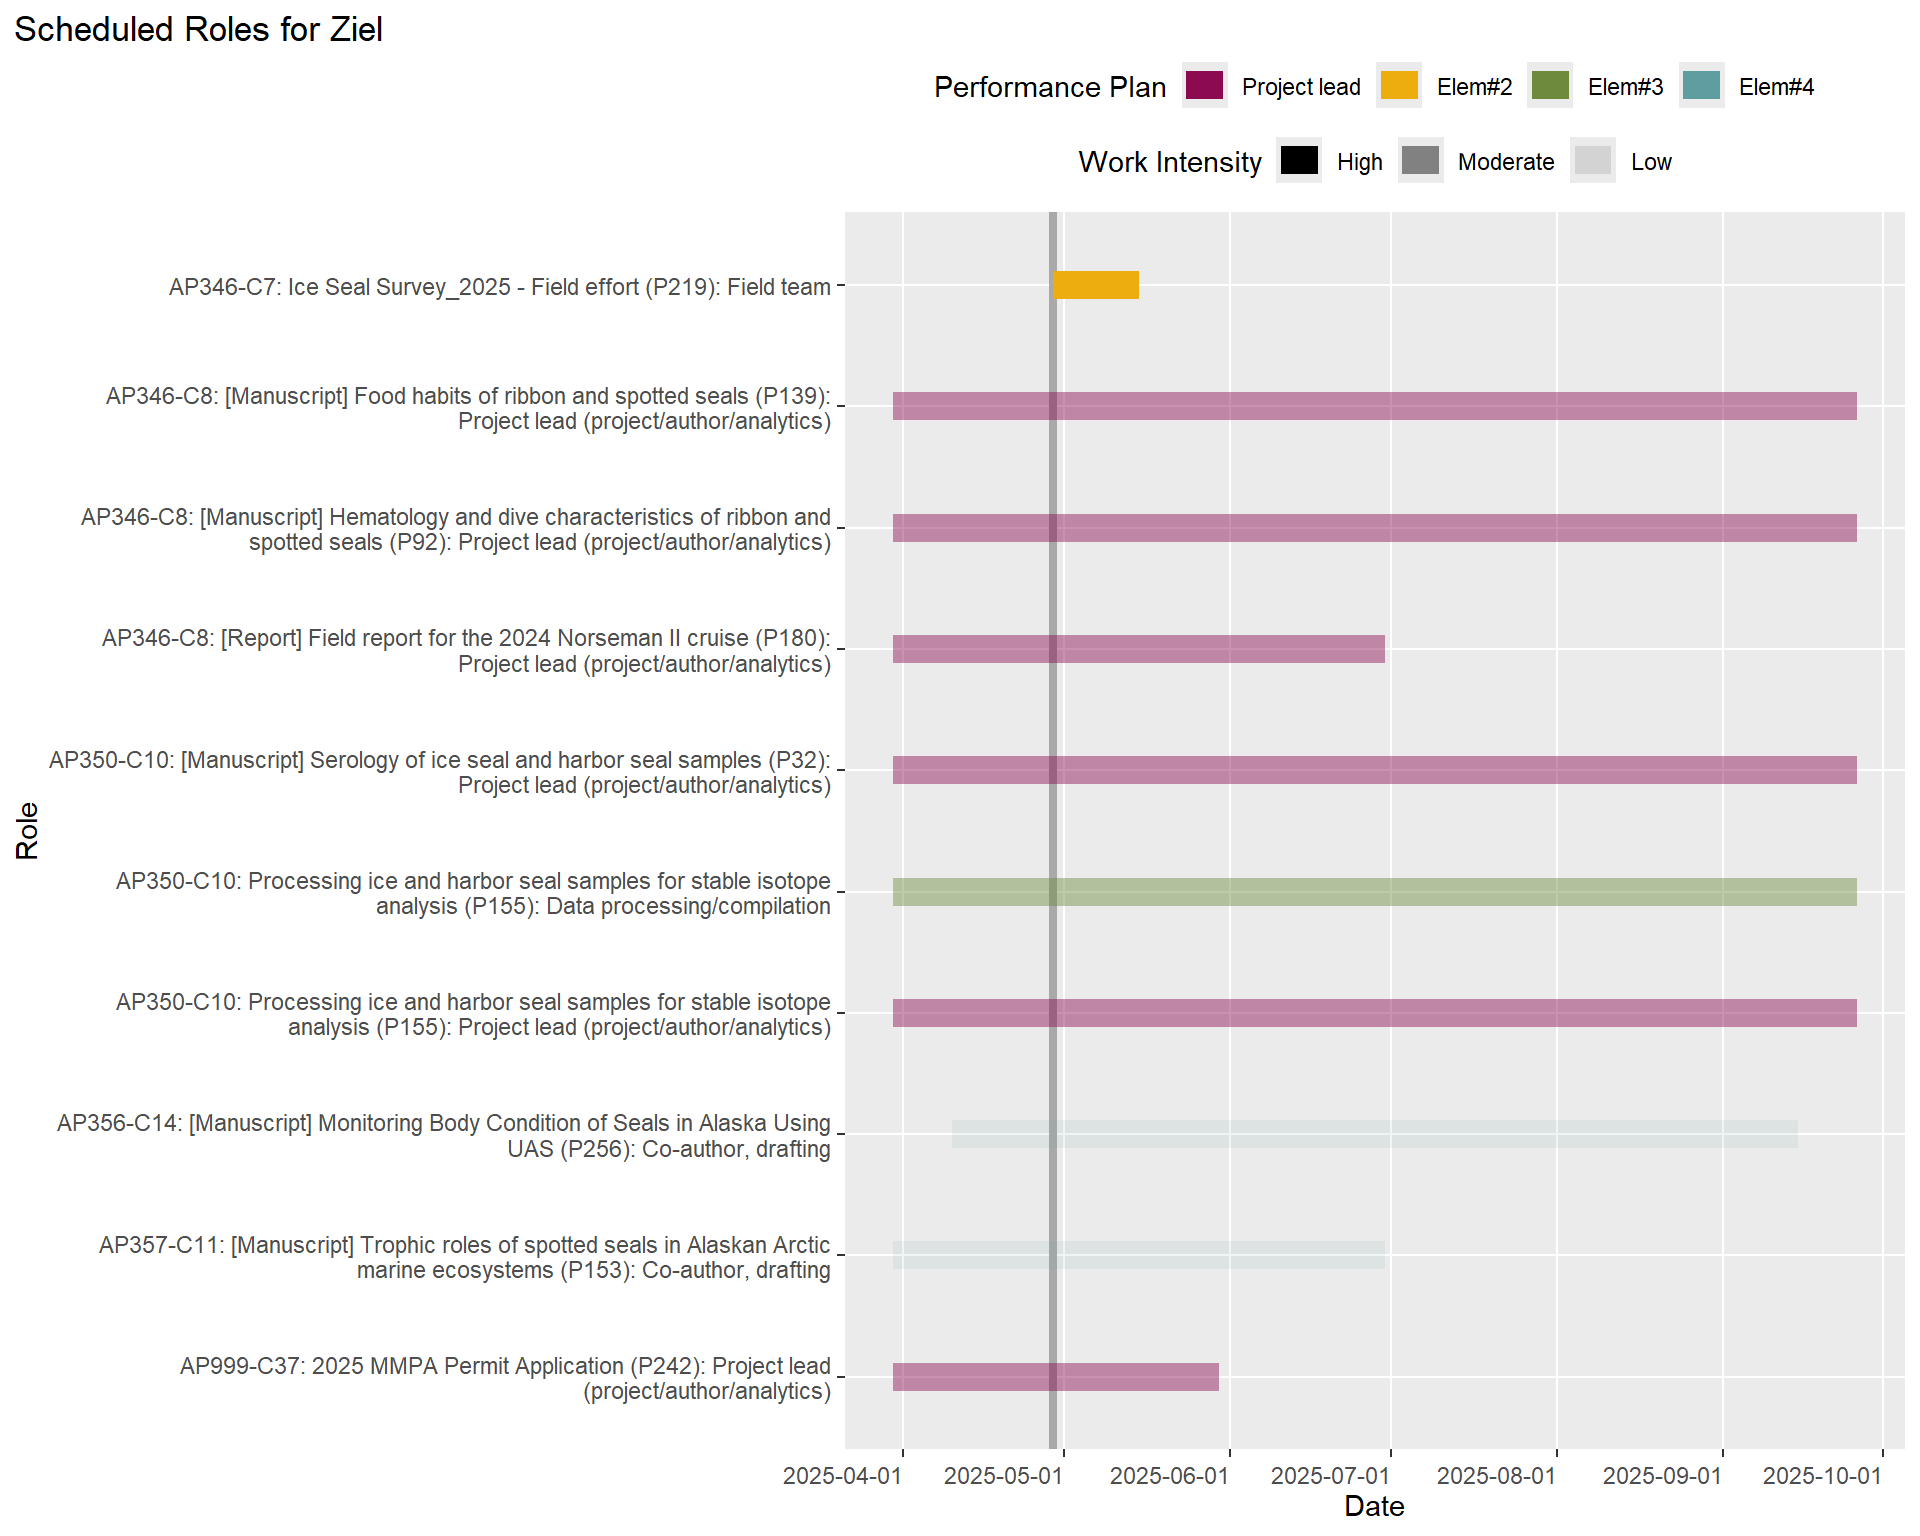 Scheduled Roles for Ziel
Performance Plan Project lead Elem#2 Elem#3 Elem#4
Work Intensity High Moderate Low
AP346-C7: Ice Seal Survey_2025 - Field effort (P219): Field team
AP346-C8: [Manuscript] Food habits of ribbon and spotted seals (P139):
Project lead (project/author/analytics)
AP346-C8: [Manuscript] Hematology and dive characteristics of ribbon and
spotted seals (P92): Project lead (project/author/analytics)
AP346-C8: [Report] Field report for the 2024 Norseman II cruise (P180):
Project lead (project/author/analytics)
AP350-C10: [Manuscript] Serology of ice seal and harbor seal samples (P32):
Project lead (project/author/analytics)
AP350-C10: Processing ice and harbor seal samples for stable isotope
analysis (P155): Data processing/compilation
AP350-C10: Processing ice and harbor seal samples for stable isotope
analysis (P155): Project lead (project/author/analytics)
AP356-C14: [Manuscript] Monitoring Body Condition of Seals in Alaska Using
UAS (P256): Co-author, drafting
AP357-C11: [Manuscript] Trophic roles of spotted seals in Alaskan Arctic
marine ecosystems (P153): Co-author, drafting
AP999-C37: 2025 MMPA Permit Application (P242): Project lead
(project/author/analytics)
Role
2025-04-01 2025-05-01 2025-06-01 2025-07-01 2025-08-01 2025-09-01 2025-10-01
Date